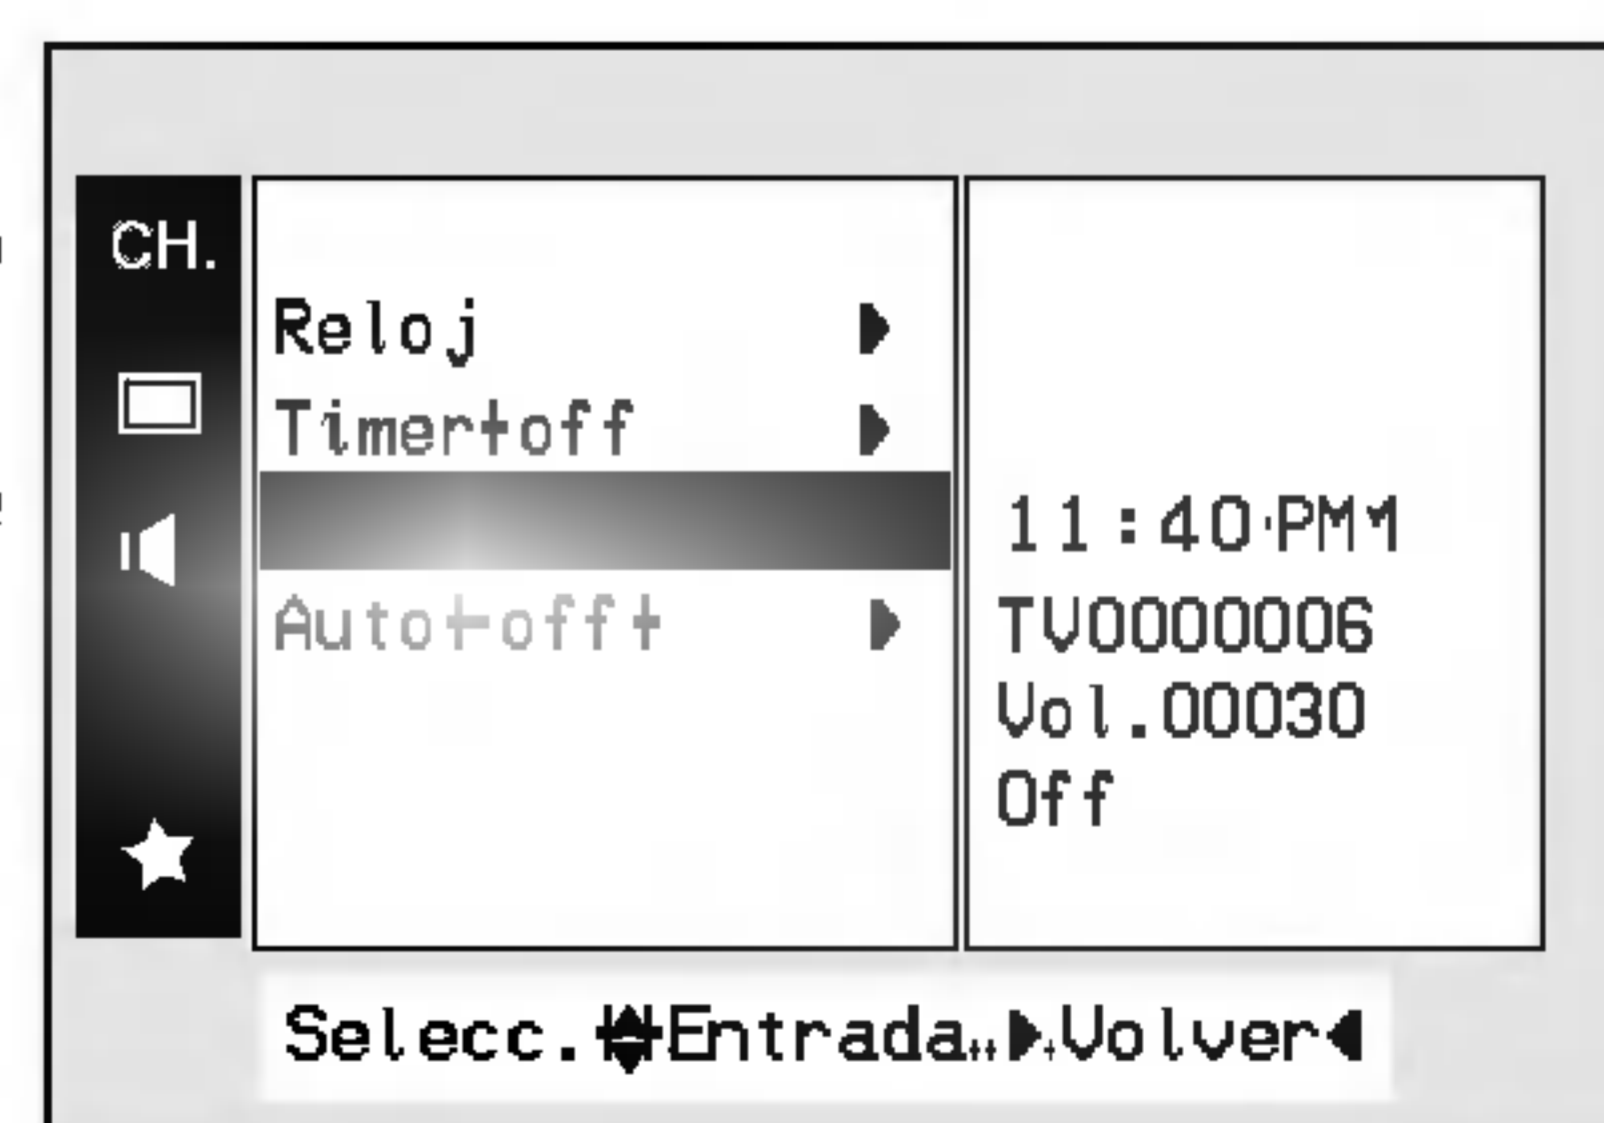 CH.
Reloj
Timer+off
Auto+off+
11:40 PM
TV0000006
Vol.00030
Off
Selecc. Entrada Volver